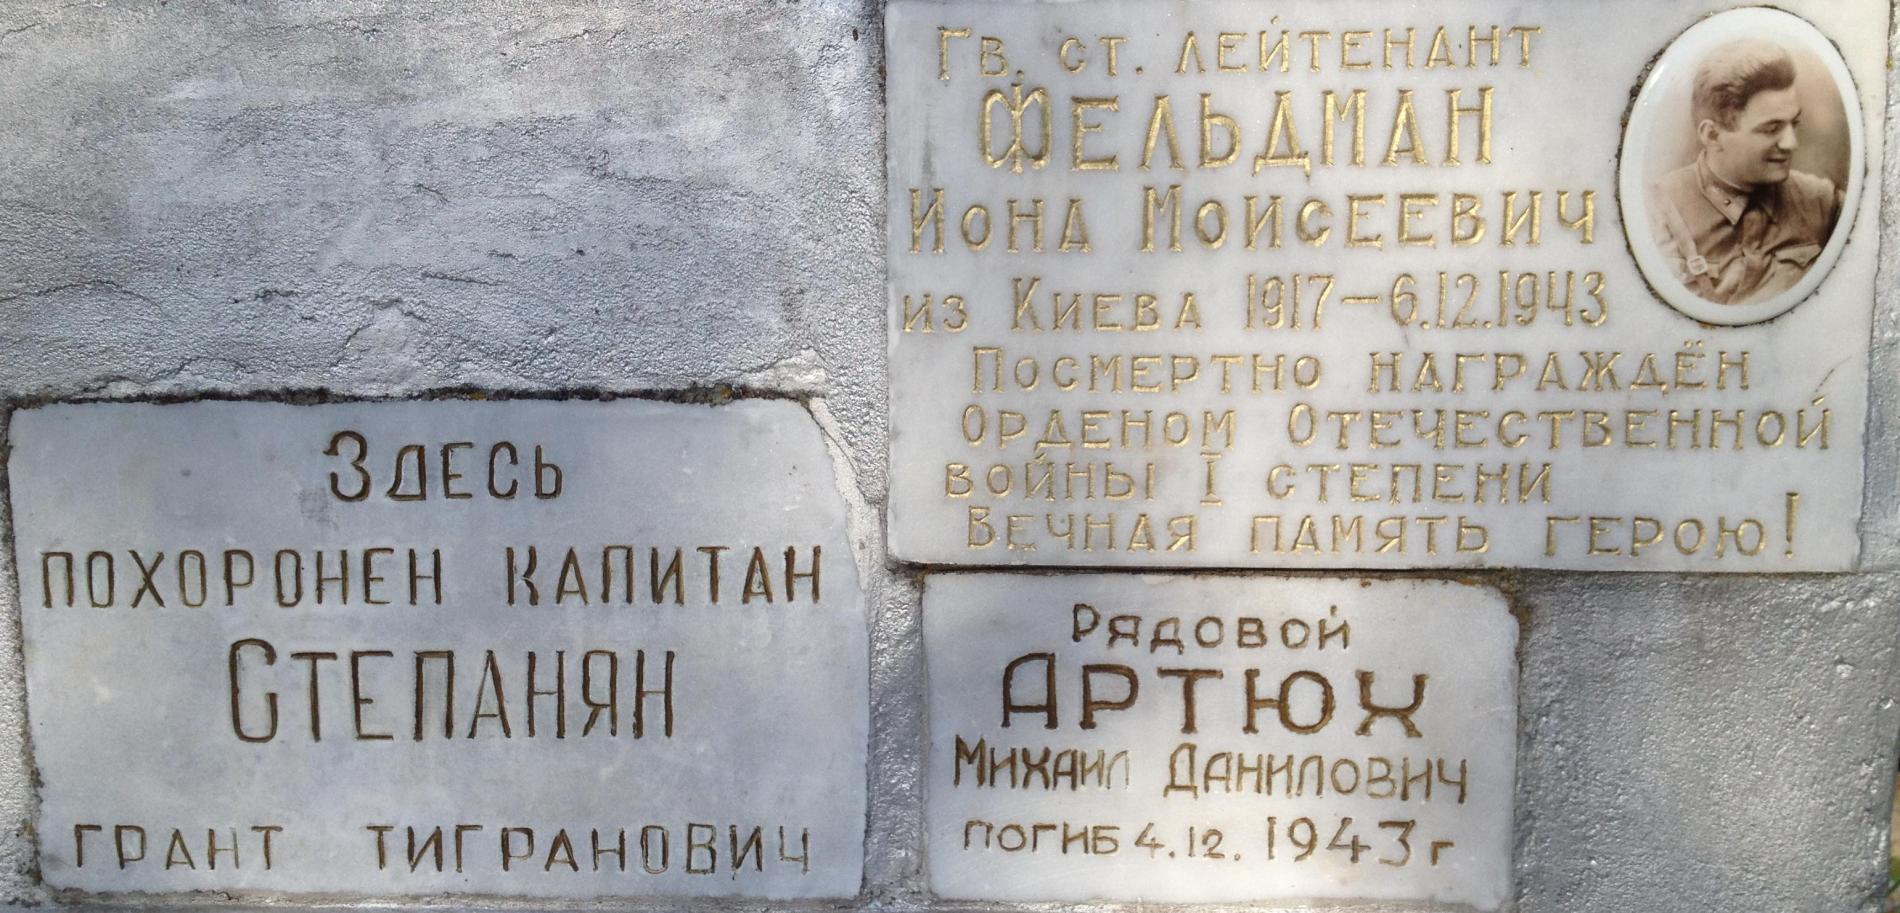 Здесь
похоронен капитан
Степанян
Грант Тигранович
Гв. ст. лейтенант
Фельдман
Иона Моисеевич
из Киева 1917 – 6.12.1943
Посмертно награждён
Орденом Отечественной
войны I степени
Вечная память герою!
Рядовой
Артюх
Михаил Данилович
погиб 4.12. 1943 г